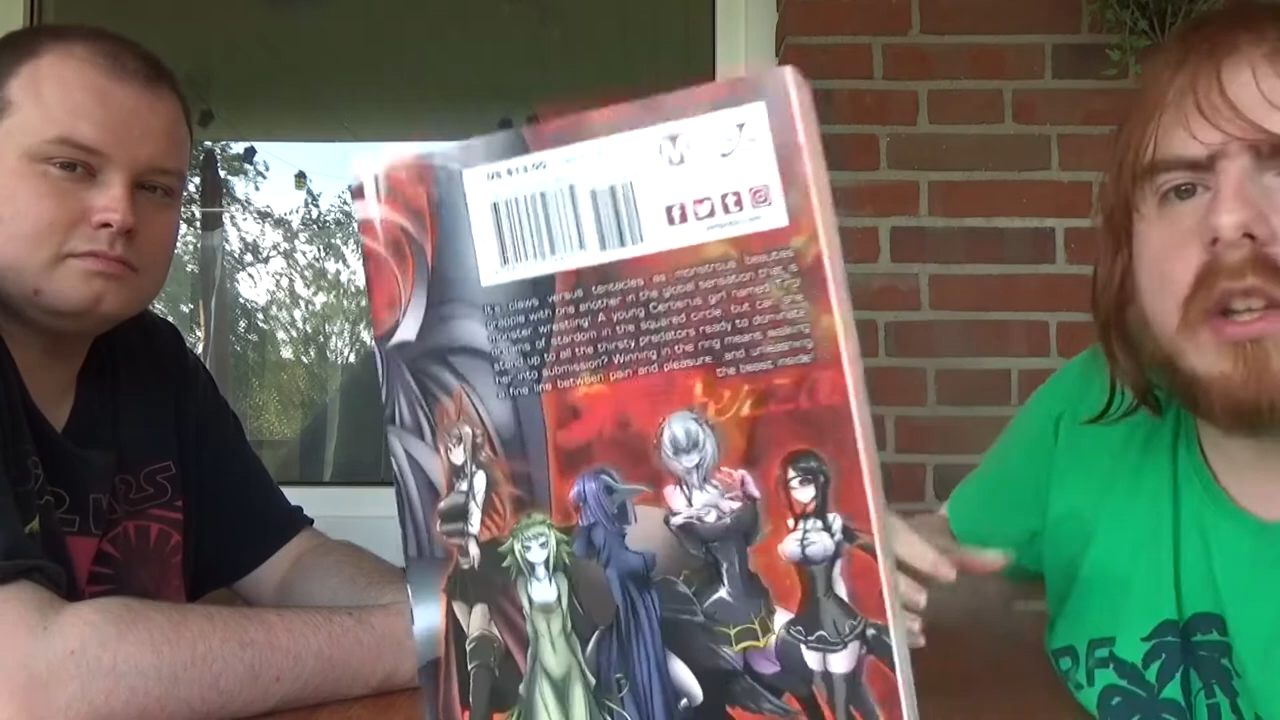 US $13.00
M
It's claws versus tentacles as monstrous beauties
grapple with one another in the global sensation that is
monster wrestling! A young Cerberus girl named
dreams of stardom in the squared circle, but can she
stand up to all the thirsty predators ready to dominate
her into submission? Winning in the ring means walking
a fine line between pain and pleasure...and unleashing
the beast inside!
RF